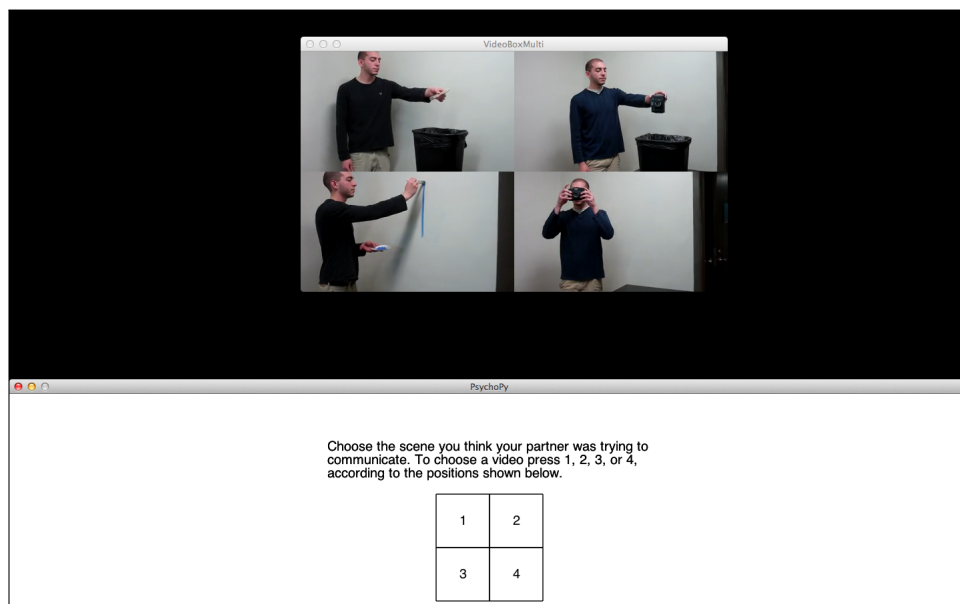 VideoBoxMulti
PsychoPy
Choose the scene you think your partner was trying to
communicate. To choose a video press 1, 2, 3, or 4,
according to the positions shown below.
1 2
3 4